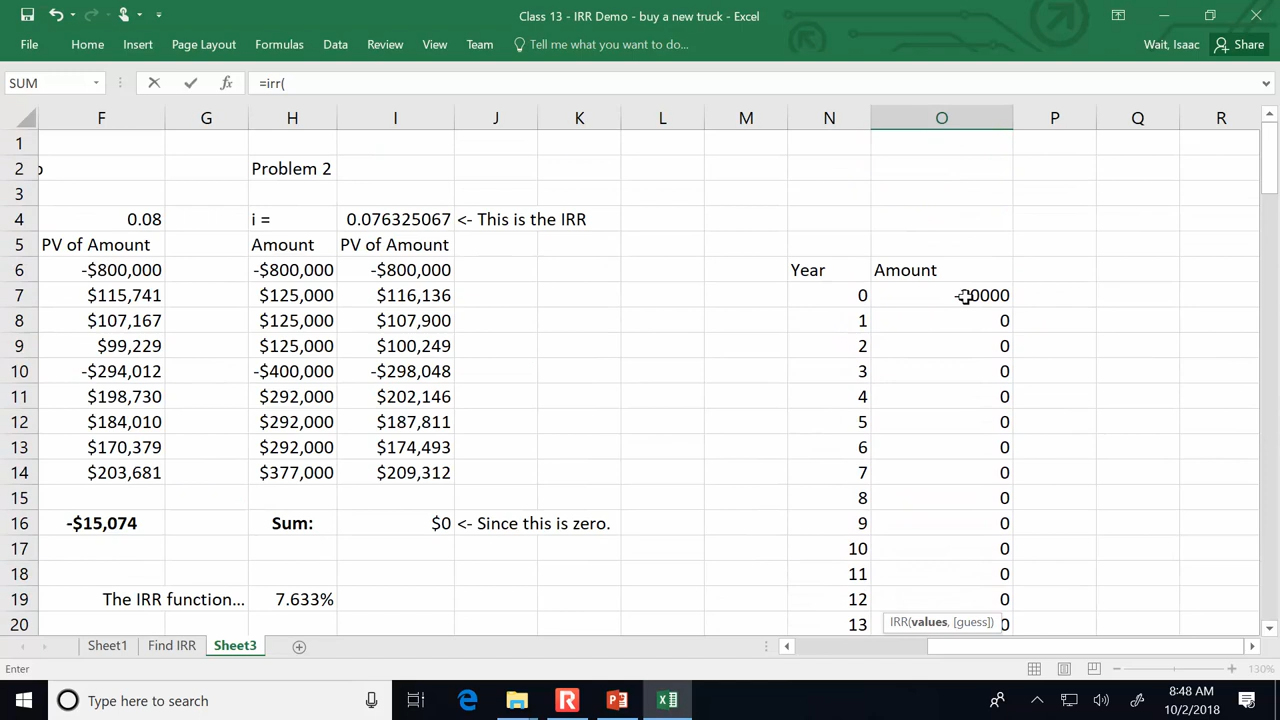 Class 13 - IRR Demo - buy a new truck - Excel
File Home Insert Page Layout Formulas Data Review View Team Tell me what you want to do... Wait, Isaac Share
SUM =irr(
F G H I J K L M N O P Q R
1
2 Problem 2
3
4 0.08 i = 0.076325067 <- This is the IRR
5 PV of Amount Amount PV of Amount
6 -$800,000 -$800,000 -$800,000 Year Amount
7 $115,741 $125,000 $116,136 0
8 $107,167 $125,000 $107,900 1 0
9 $99,229 $125,000 $100,249 2 0
10 -$294,012 -$400,000 -$298,048 3 0
11 $198,730 $292,000 $202,146 4 0
12 $184,010 $292,000 $187,811 5 0
13 $170,379 $292,000 $174,493 6 0
14 $203,681 $377,000 $209,312 7 0
15 8 0
16 -$15,074 Sum: $0 <- Since this is zero. 9 0
17 10 0
18 11 0
19 The IRR function... 7.633% 12 0
20 13 IRR(values, [guess]) 0
Sheet1 Find IRR Sheet3
Enter 130%
Type here to search 8:48 AM
10/2/2018